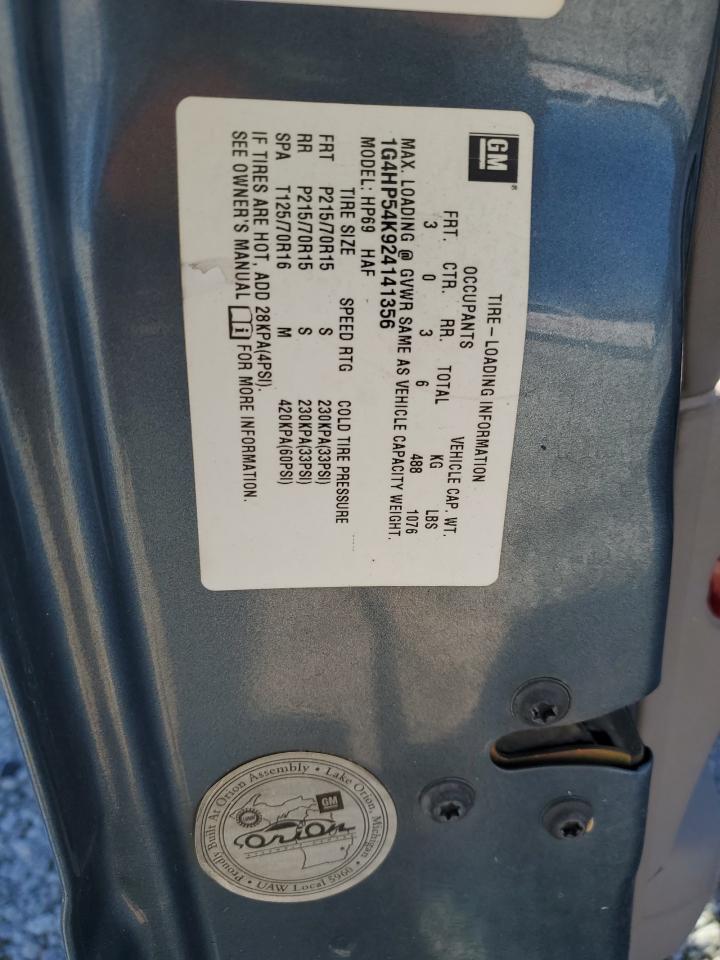 GM®
TIRE-LOADING INFORMATION
OCCUPANTS VEHICLE CAP. WT.
FRT. CTR. RR. TOTAL KG LBS
3 0 3 6 488 1076
MAX. LOADING @ GVWR SAME AS VEHICLE CAPACITY WEIGHT.
1G4HP54K924141356
MODEL: HP69 HAF
TIRE SIZE SPEED RTG COLD TIRE PRESSURE
FRT P215/70R15 S 230KPA(33PSI)
RR P215/70R15 S 230KPA(33PSI)
SPA T125/70R16 M 420KPA(60PSI)
IF TIRES ARE HOT, ADD 28KPA(4PSI).
SEE OWNER'S MANUAL i FOR MORE INFORMATION.
Proudly Built At Orion Assembly • Lake Orion, Michigan •
GM
orion
• UAW Local 5960 •